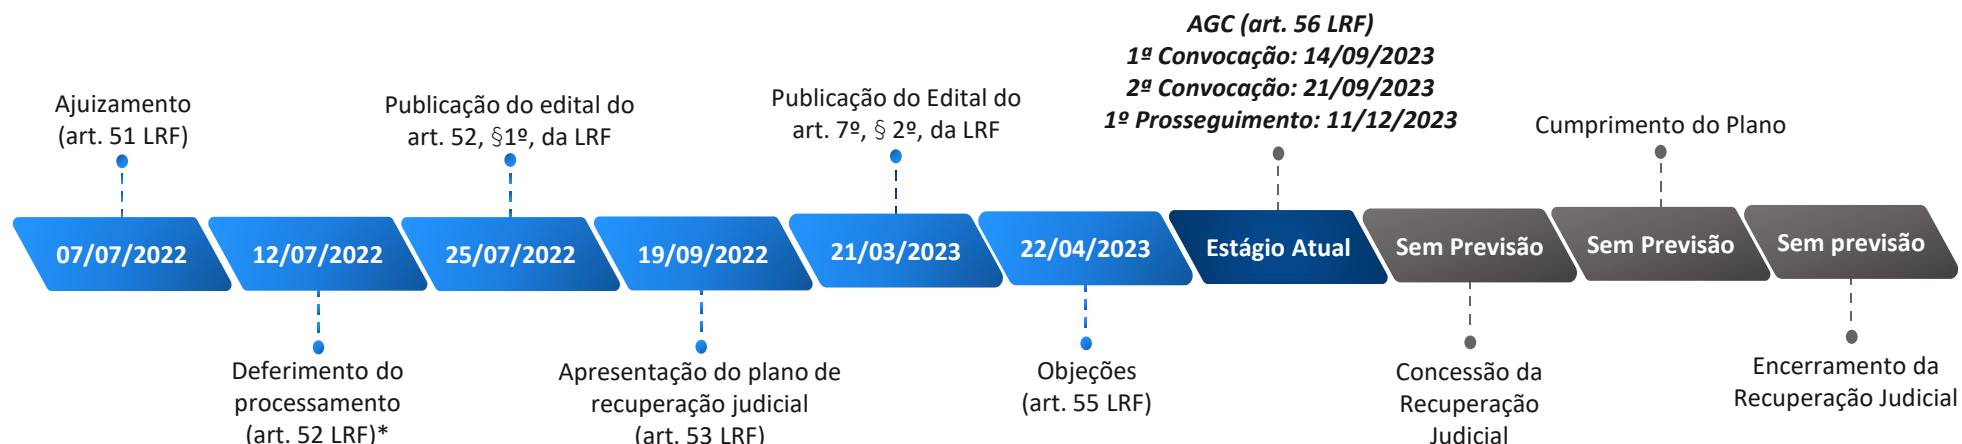 AGC (art. 56 LRF)
1ª Convocação: 14/09/2023
2ª Convocação: 21/09/2023
1º Prosseguimento: 11/12/2023
Ajuizamento
(art. 51 LRF)
Publicação do edital do
art. 52, §1º, da LRF
Publicação do Edital do
art. 7º, § 2º, da LRF
Cumprimento do Plano
07/07/2022
12/07/2022
25/07/2022
19/09/2022
21/03/2023
22/04/2023
Estágio Atual
Sem Previsão
Sem Previsão
Sem previsão
Deferimento do
processamento
(art. 52 LRF)*
Apresentação do plano de
recuperação judicial
(art. 53 LRF)
Objeções
(art. 55 LRF)
Concessão da
Recuperação
Judicial
Encerramento da
Recuperação Judicial